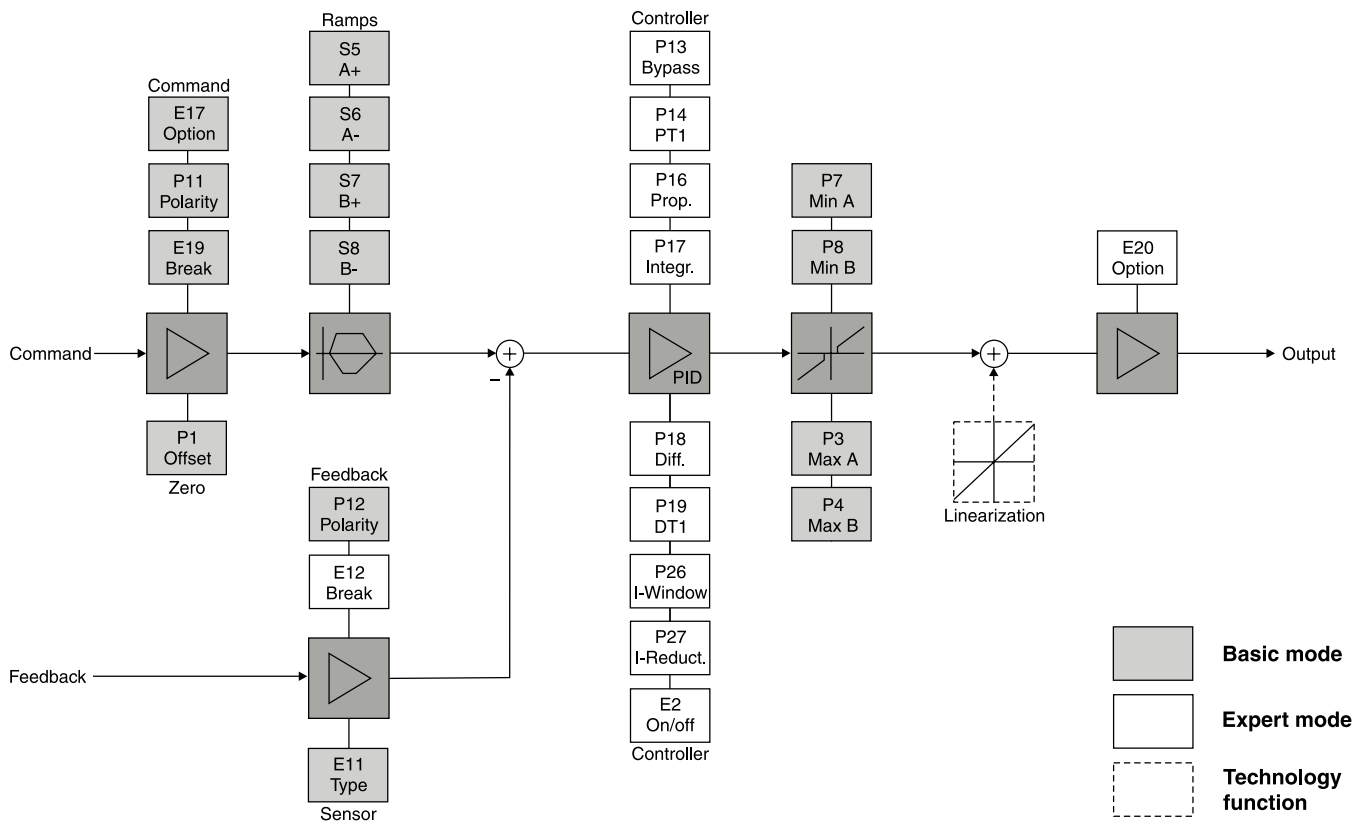 Ramps
S5
A+
S6
A-
S7
B+
S8
B-
Command
E17
Option
P11
Polarity
E19
Break
Command
P1
Offset
Zero
Feedback
P12
Polarity
E12
Break
Feedback
E11
Type
Sensor
–
+
Controller
P13
Bypass
P14
PT1
P16
Prop.
P17
Integr.
PID
P18
Diff.
P19
DT1
P26
I-Window
P27
I-Reduct.
E2
On/off
Controller
P7
Min A
P8
Min B
P3
Max A
P4
Max B
+
Linearization
E20
Option
Output
Basic mode
Expert mode
Technology
function